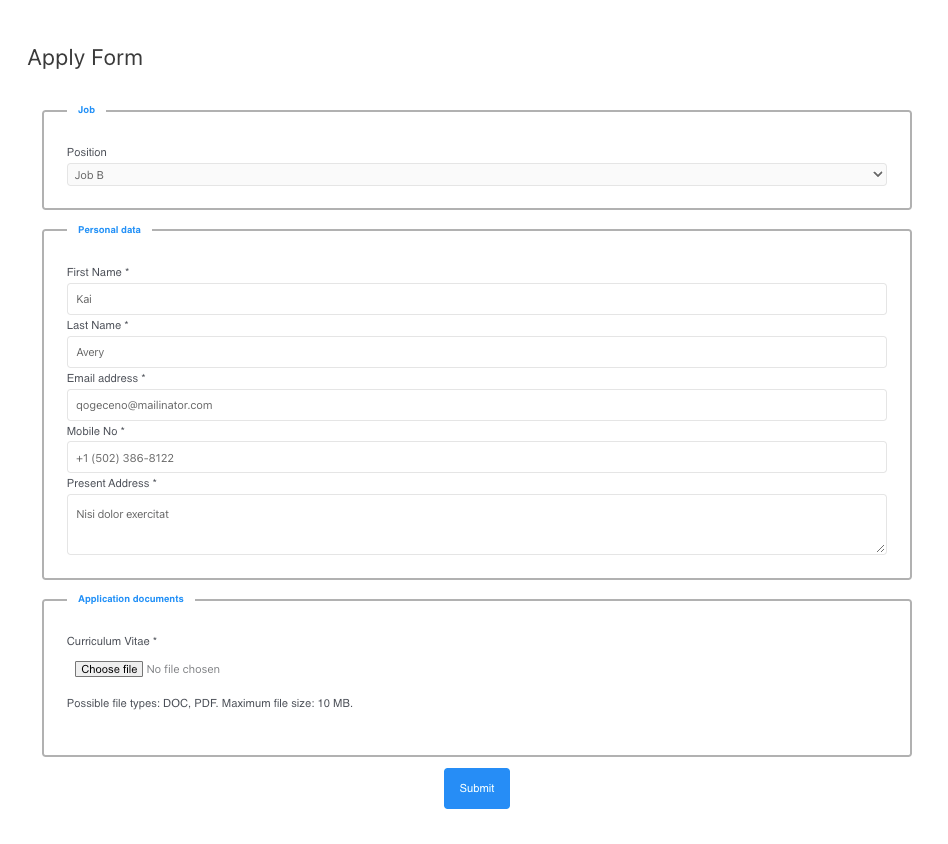 Apply Form
Job
Position
Job B
Personal data
First Name *
Kai
Last Name *
Avery
Email address *
qogeceno@mailinator.com
Mobile No *
+1 (502) 386-8122
Present Address *
Nisi dolor exercitat
Application documents
Curriculum Vitae *
Choose file No file chosen
Possible file types: DOC, PDF. Maximum file size: 10 MB.
Submit